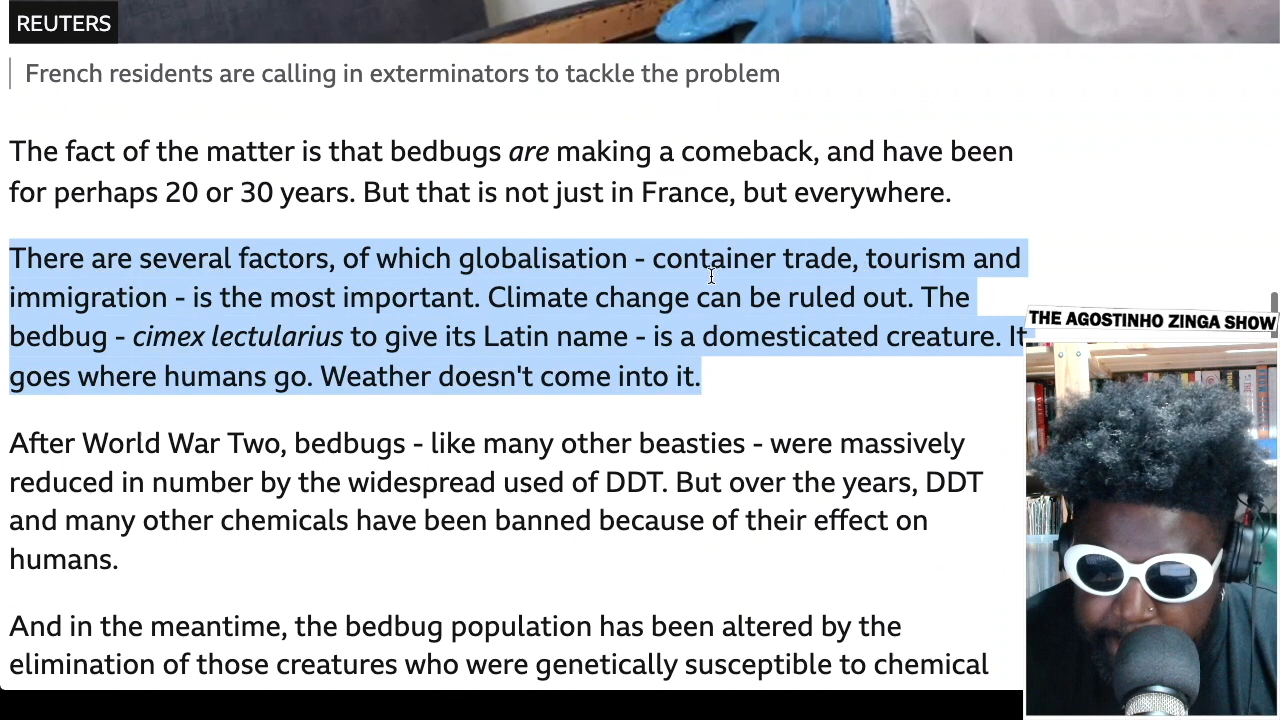 REUTERS
French residents are calling in exterminators to tackle the problem
The fact of the matter is that bedbugs are making a comeback, and have been
for perhaps 20 or 30 years. But that is not just in France, but everywhere.
There are several factors, of which globalisation - container trade, tourism and
immigration - is the most important. Climate change can be ruled out. The
bedbug - cimex lectularius to give its Latin name - is a domesticated creature. It
goes where humans go. Weather doesn't come into it.
THE AGOSTINHO ZINGA SHOW
After World War Two, bedbugs - like many other beasties - were massively
reduced in number by the widespread used of DDT. But over the years, DDT
and many other chemicals have been banned because of their effect on
humans.
And in the meantime, the bedbug population has been altered by the
elimination of those creatures who were genetically susceptible to chemical